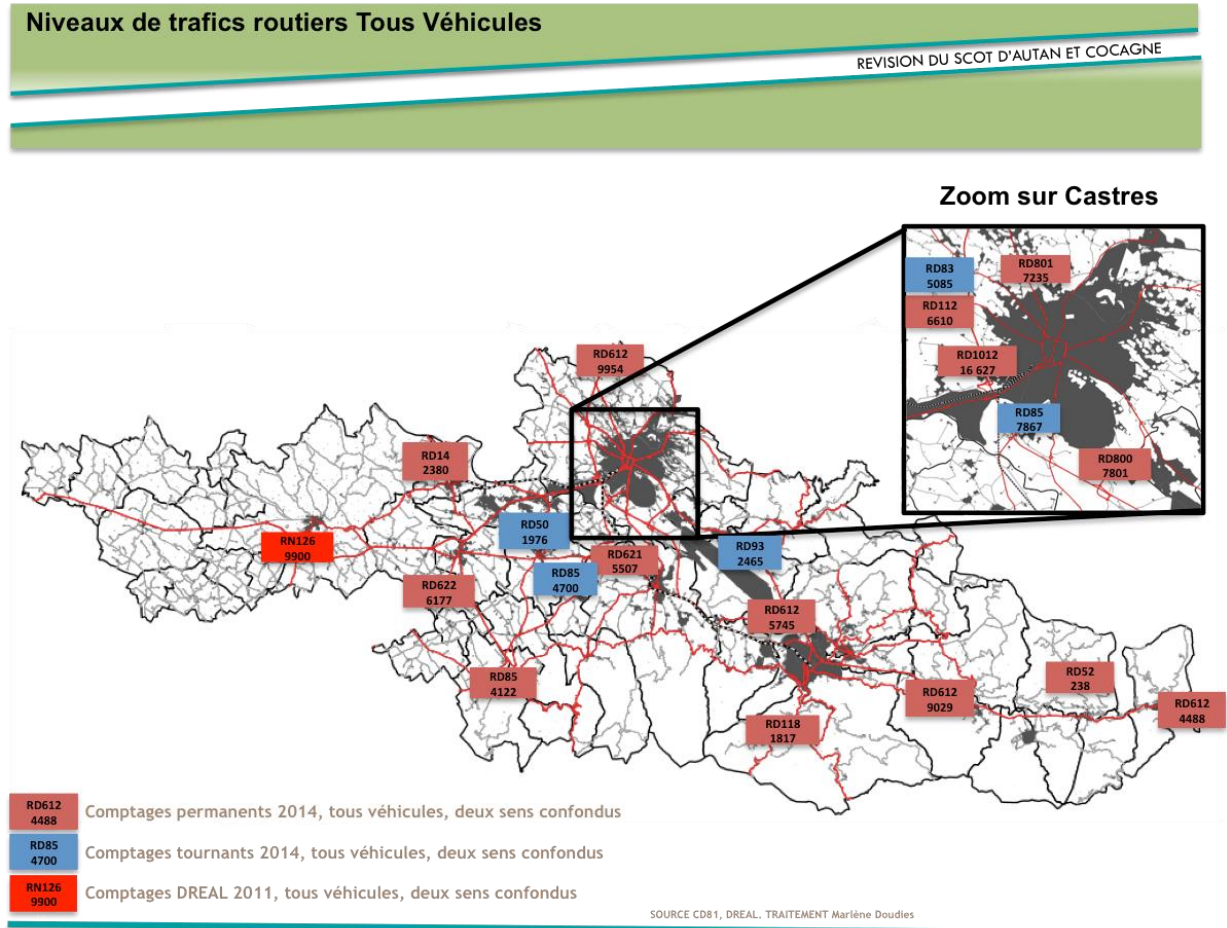 Niveaux de trafics routiers Tous Véhicules
REVISION DU SCOT D'AUTAN ET COCAGNE
Zoom sur Castres
RD83
5085
RD801
7235
RD112
6610
RD1012
16 627
RD85
7867
RD800
7801
RD612
9954
RD14
2380
RD50
1976
RN126
9900
RD621
5507
RD93
2465
RD85
4700
RD622
6177
RD612
5745
RD85
4122
RD52
238
RD612
9029
RD612
4488
RD118
1817
RD612
4488
Comptages permanents 2014, tous véhicules, deux sens confondus
RD85
4700
Comptages tournants 2014, tous véhicules, deux sens confondus
RN126
9900
Comptages DREAL 2011, tous véhicules, deux sens confondus
SOURCE CD81, DREAL. TRAITEMENT Marlène Doudies